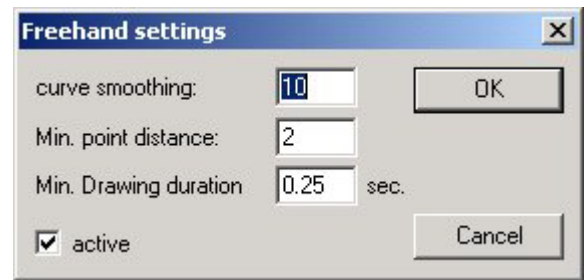 Freehand settings
curve smoothing: 10 OK
Min. point distance: 2
Min. Drawing duration 0.25 sec.
active Cancel